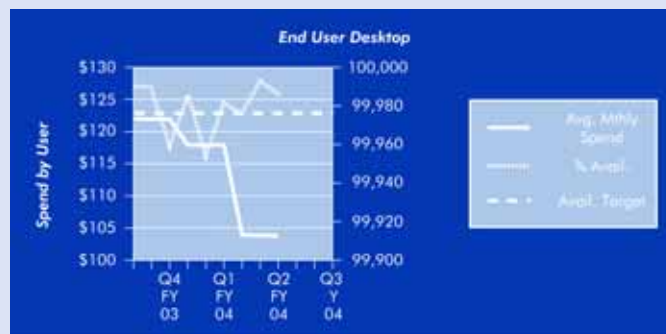 End User Desktop
$130
$125
$120
$115
$110
$105
$100
Spend by User
100,000
99,980
99,960
99,940
99,920
99,900
Q4 FY 03
Q1 FY 04
Q2 FY 04
Q3 Y 04
Avg. Mthly
Spend
% Avail.
Avail. Target